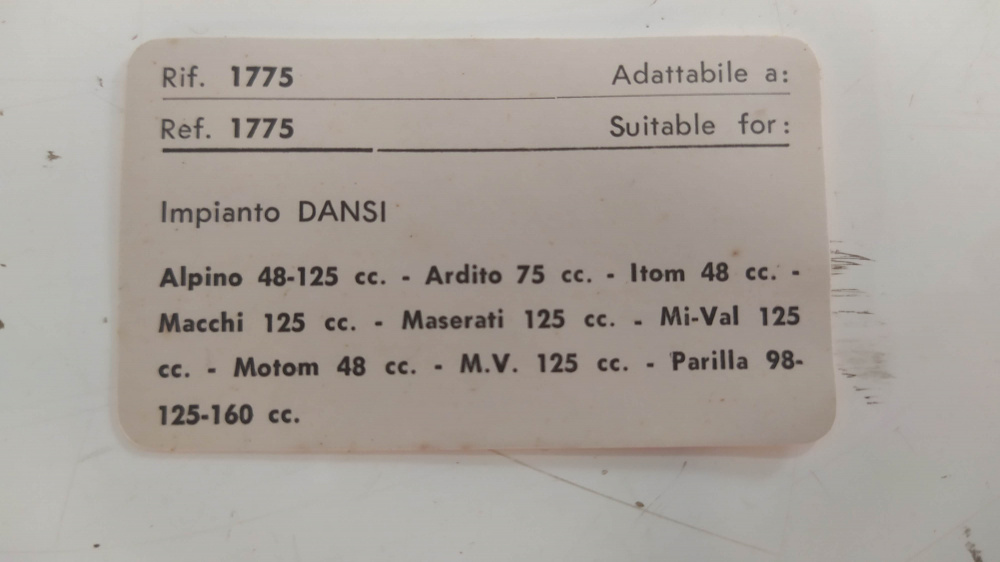 Rif. 1775 Adattabile a:
Ref. 1775 Suitable for:
Impianto DANSI
Alpino 48-125 cc. - Ardito 75 cc. - Itom 48 cc. -
Macchi 125 cc. - Maserati 125 cc. - Mi-Val 125
cc. - Motom 48 cc. - M.V. 125 cc. - Parilla 98-
125-160 cc.